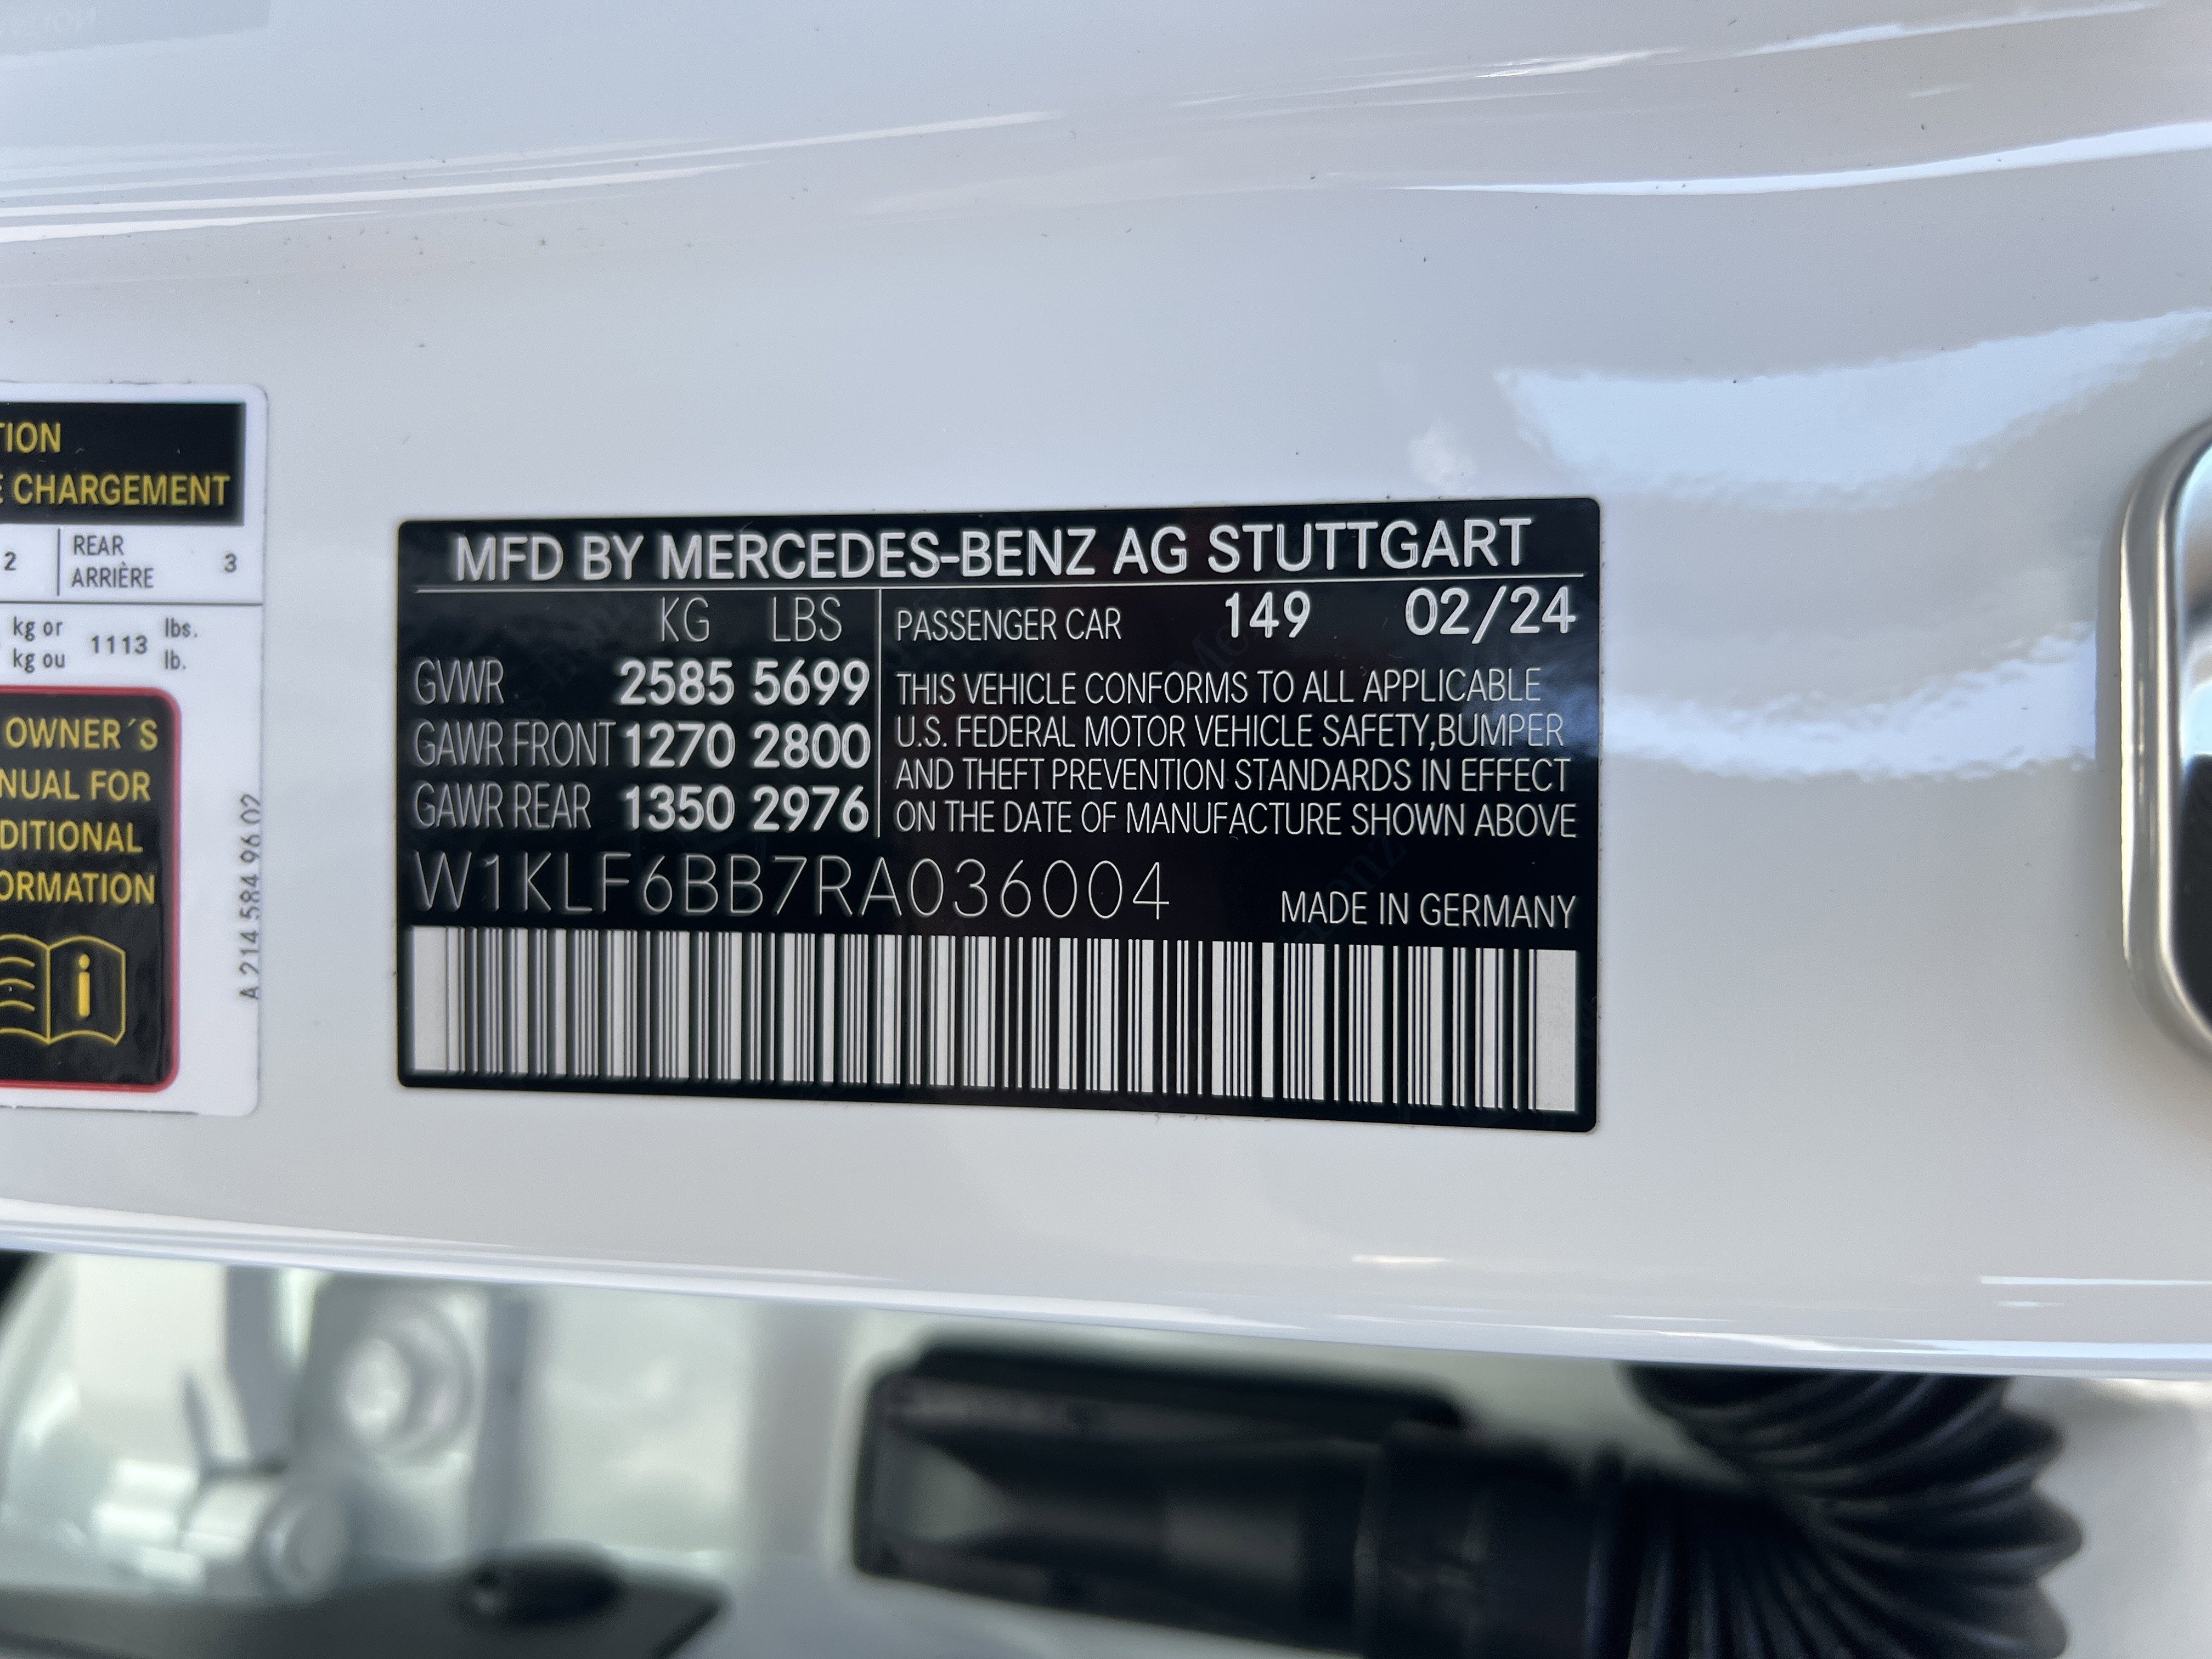 TION
E CHARGEMENT
2 REAR ARRIÈRE 3
kg or 1113 lbs.
kg ou lb.
OWNER´S
NUAL FOR
DITIONAL
ORMATION
A 214 584 96 02
MFD BY MERCEDES-BENZ AG STUTTGART
KG LBS
GVWR 2585 5699
GAWR FRONT 1270 2800
GAWR REAR 1350 2976
PASSENGER CAR 149 02/24
THIS VEHICLE CONFORMS TO ALL APPLICABLE
U.S. FEDERAL MOTOR VEHICLE SAFETY,BUMPER
AND THEFT PREVENTION STANDARDS IN EFFECT
ON THE DATE OF MANUFACTURE SHOWN ABOVE
W1KLF6BB7RA036004
MADE IN GERMANY